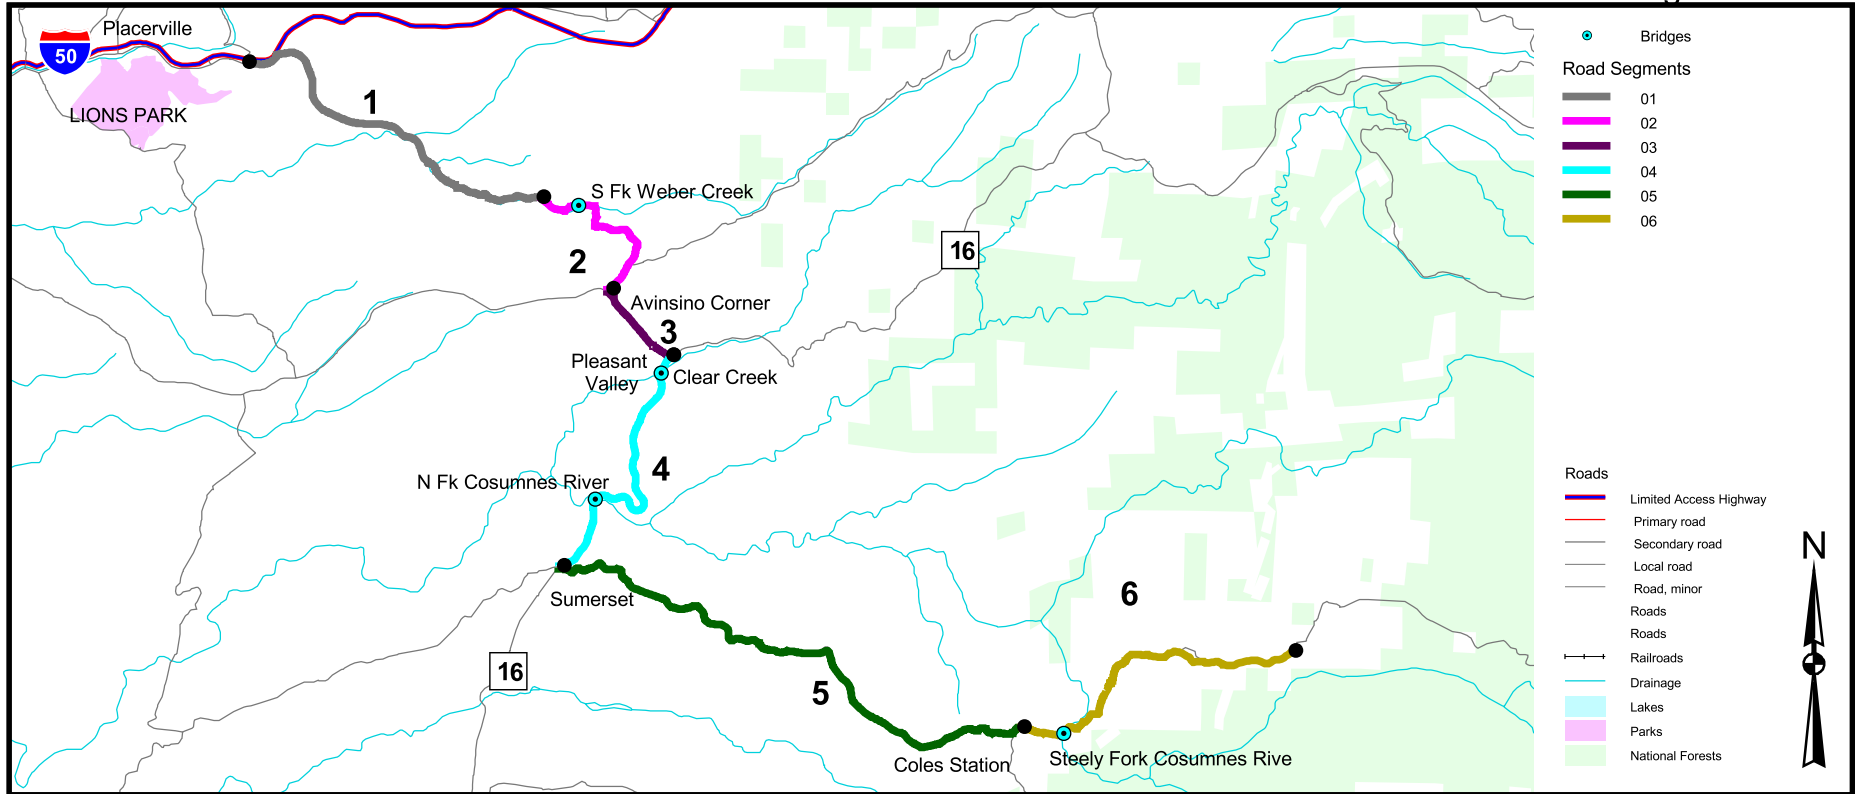 Placerville
50
LIONS PARK
1
S Fk Weber Creek
2
16
Avinsino Corner
3
Pleasant
Valley
Clear Creek
4
N Fk Cosumnes River
Sumerset
6
16
5
Coles Station
Steely Fork Cosumnes Rive
Bridges
Road Segments
01
02
03
04
05
06
Roads
Limited Access Highway
Primary road
Secondary road
Local road
Road, minor
Roads
Roads
Railroads
Drainage
Lakes
Parks
National Forests
N